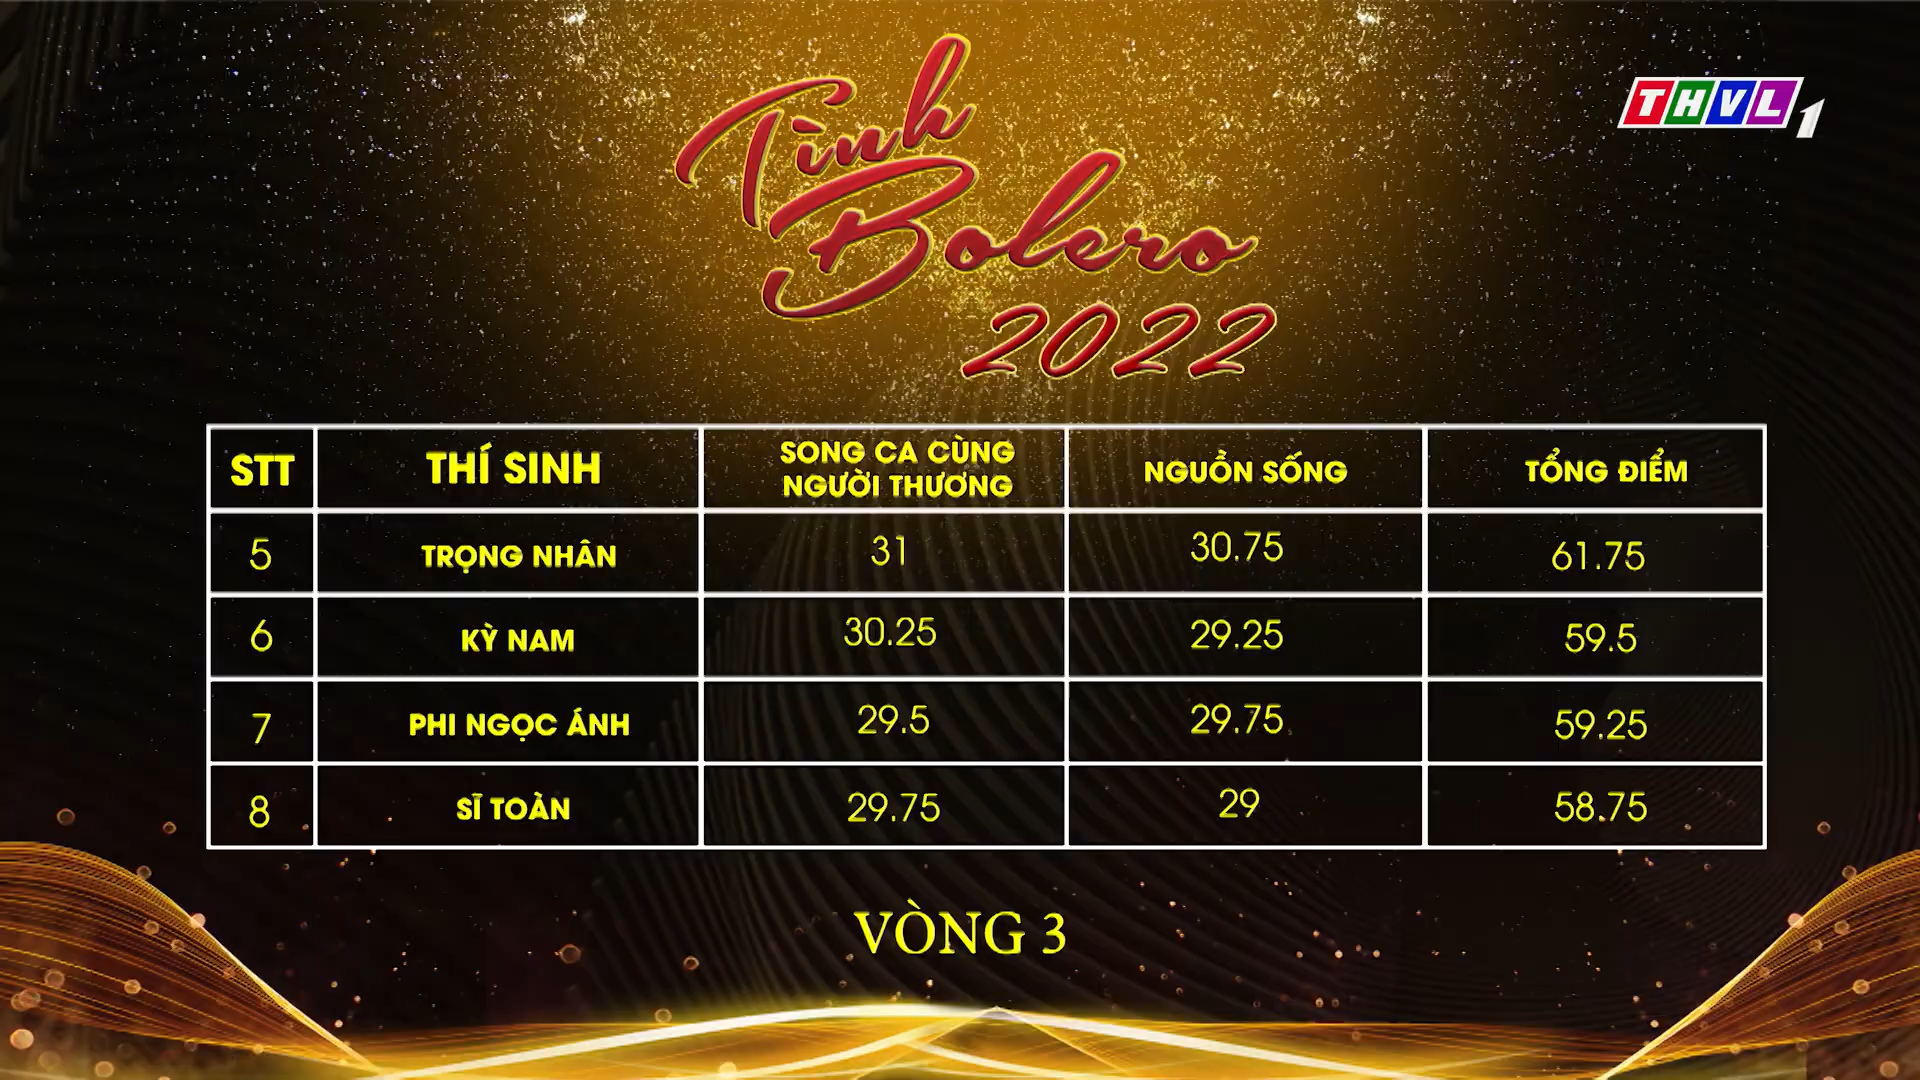 Tình
Bolero
2022
THVL1
STT
THÍ SINH
SONG CA CÙNG
NGƯỜI THƯƠNG
NGUỒN SỐNG
TỔNG ĐIỂM
5
TRỌNG NHÂN
31
30.75
61.75
6
KỲ NAM
30.25
29.25
59.5
7
PHI NGỌC ÁNH
29.5
29.75
59.25
8
SĨ TOÀN
29.75
29
58.75
VÒNG 3